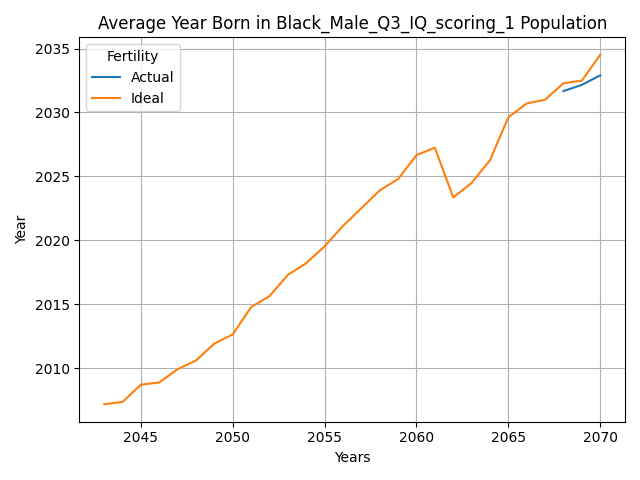 Average Year Born in Black_Male_Q3_IQ_scoring_1 Population
Fertility
Actual
Ideal
Year
2035
2030
2025
2020
2015
2010
2045 2050 2055 2060 2065 2070
Years